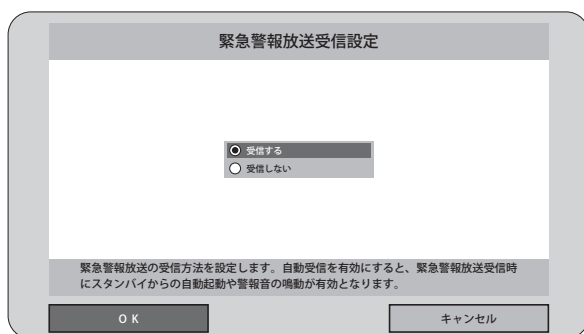 緊急警報放送受信設定
受信する
受信しない
緊急警報放送の受信方法を設定します。自動受信を有効にすると、緊急警報放送受信時
にスタンバイからの自動起動や警報音の鳴動が有効となります。
ＯＫ
キャンセル